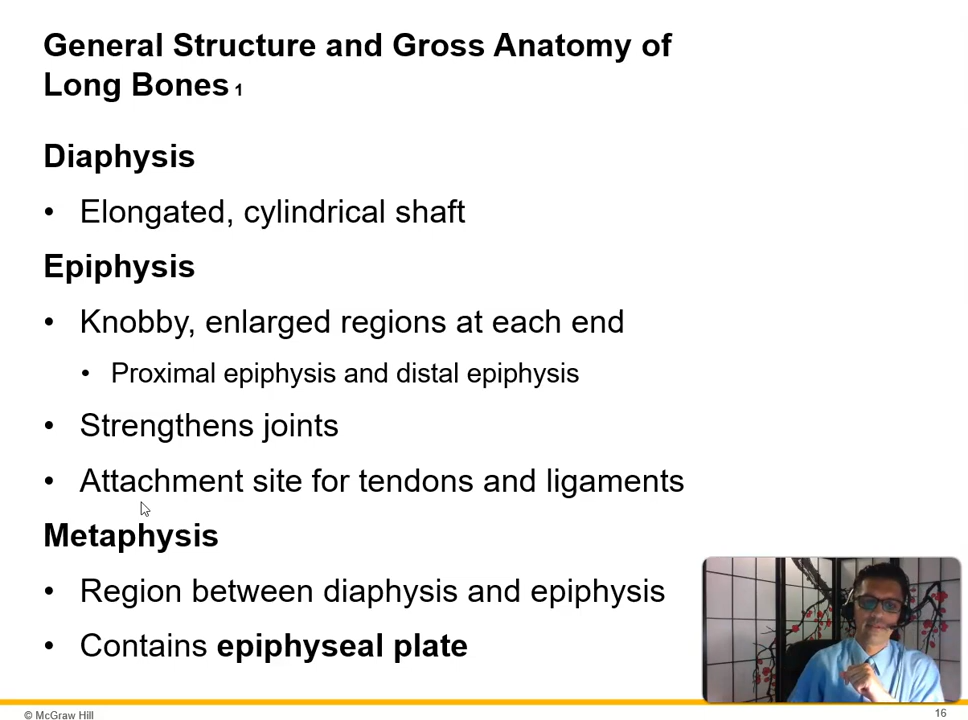 General Structure and Gross Anatomy of
Long Bones 1
Diaphysis
• Elongated, cylindrical shaft
Epiphysis
• Knobby, enlarged regions at each end
• Proximal epiphysis and distal epiphysis
• Strengthens joints
• Attachment site for tendons and ligaments
Metaphysis
• Region between diaphysis and epiphysis
• Contains epiphyseal plate
© McGraw Hill
16